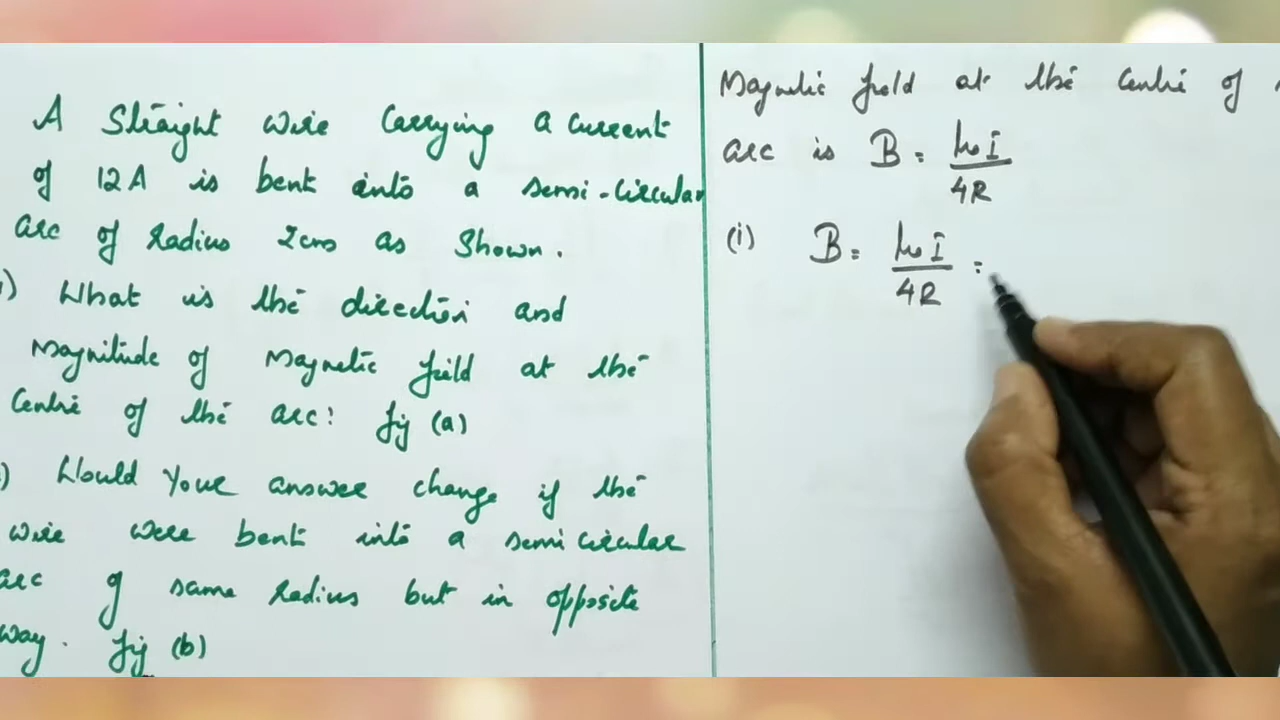 A Straight wire Carrying a Current
of 12A is bent into a semi-circular
arc of radius 2cms as Shown.
) What is the direction and
Magnitude of Magnetic field at the
Centre of the arc? fig (a)
) Would Your answer change if the
wire were bent into a semi circular
arc of same radius but in opposite
way. fig (b)
Magnetic field at the Centre of
arc is B = μ₀I/4R
(i) B = μ₀I/4R =